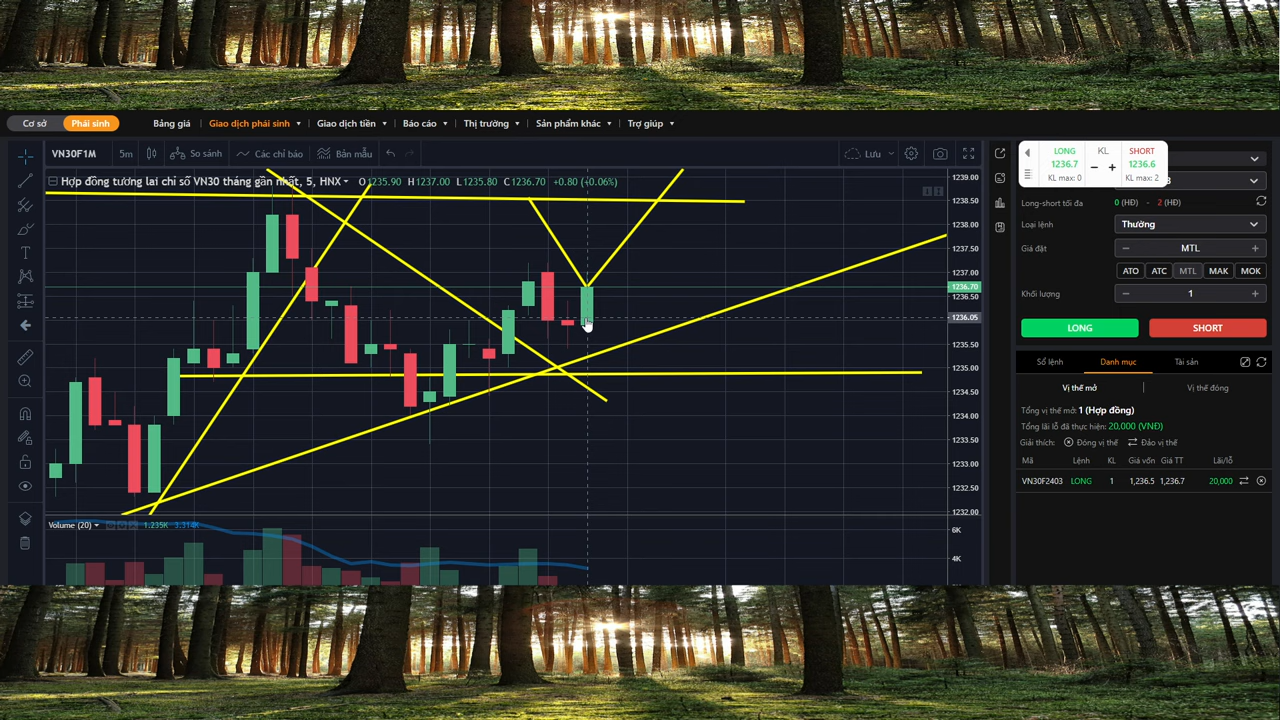 Cơ sở Phái sinh Bảng giá Giao dịch phái sinh Giao dịch tiền Báo cáo Thị trường Sản phẩm khác Trợ giúp
VN30F1M 5m So sánh Các chỉ báo Bản mẫu Lưu
Hợp đồng tương lai chỉ số VN30 tháng gần nhất, 5, HNX O1235.90 H1237.00 L1235.80 C1236.70 +0.80 (+0.06%)
1239.00
1238.50
1238.00
1237.50
1237.00
1236.70
1236.50
1236.05
1235.50
1235.00
1234.50
1234.00
1233.50
1233.00
1232.50
1232.00
Volume (20) 1.235K 3.314K
6K
4K
LONG KL SHORT
1236.7 − + 1236.6
KL max: 0 KL max: 2
Long-short tối đa 0 (HĐ) - 2 (HĐ)
Loại lệnh Thường
Giá đặt − MTL +
ATO ATC MTL MAK MOK
Khối lượng − 1 +
LONG SHORT
Sổ lệnh Danh mục Tài sản
Vị thế mở Vị thế đóng
Tổng vị thế mở: 1 (Hợp đồng)
Tổng lãi lỗ đã thực hiện: 20,000 (VNĐ)
Giải thích: Đóng vị thế Đảo vị thế
Mã Lệnh KL Giá vốn Giá TT Lãi/lỗ
VN30F2403 LONG 1 1,236.5 1,236.7 20,000